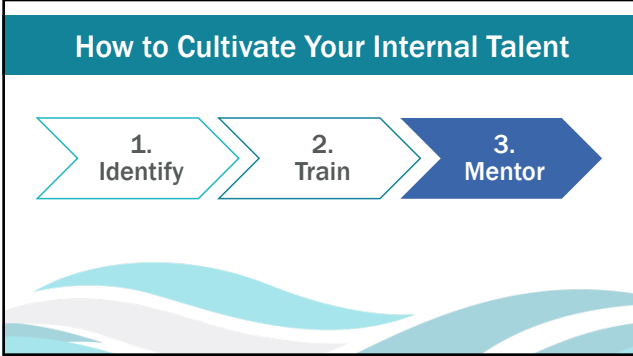 How to Cultivate Your Internal Talent
1.
Identify
2.
Train
3.
Mentor